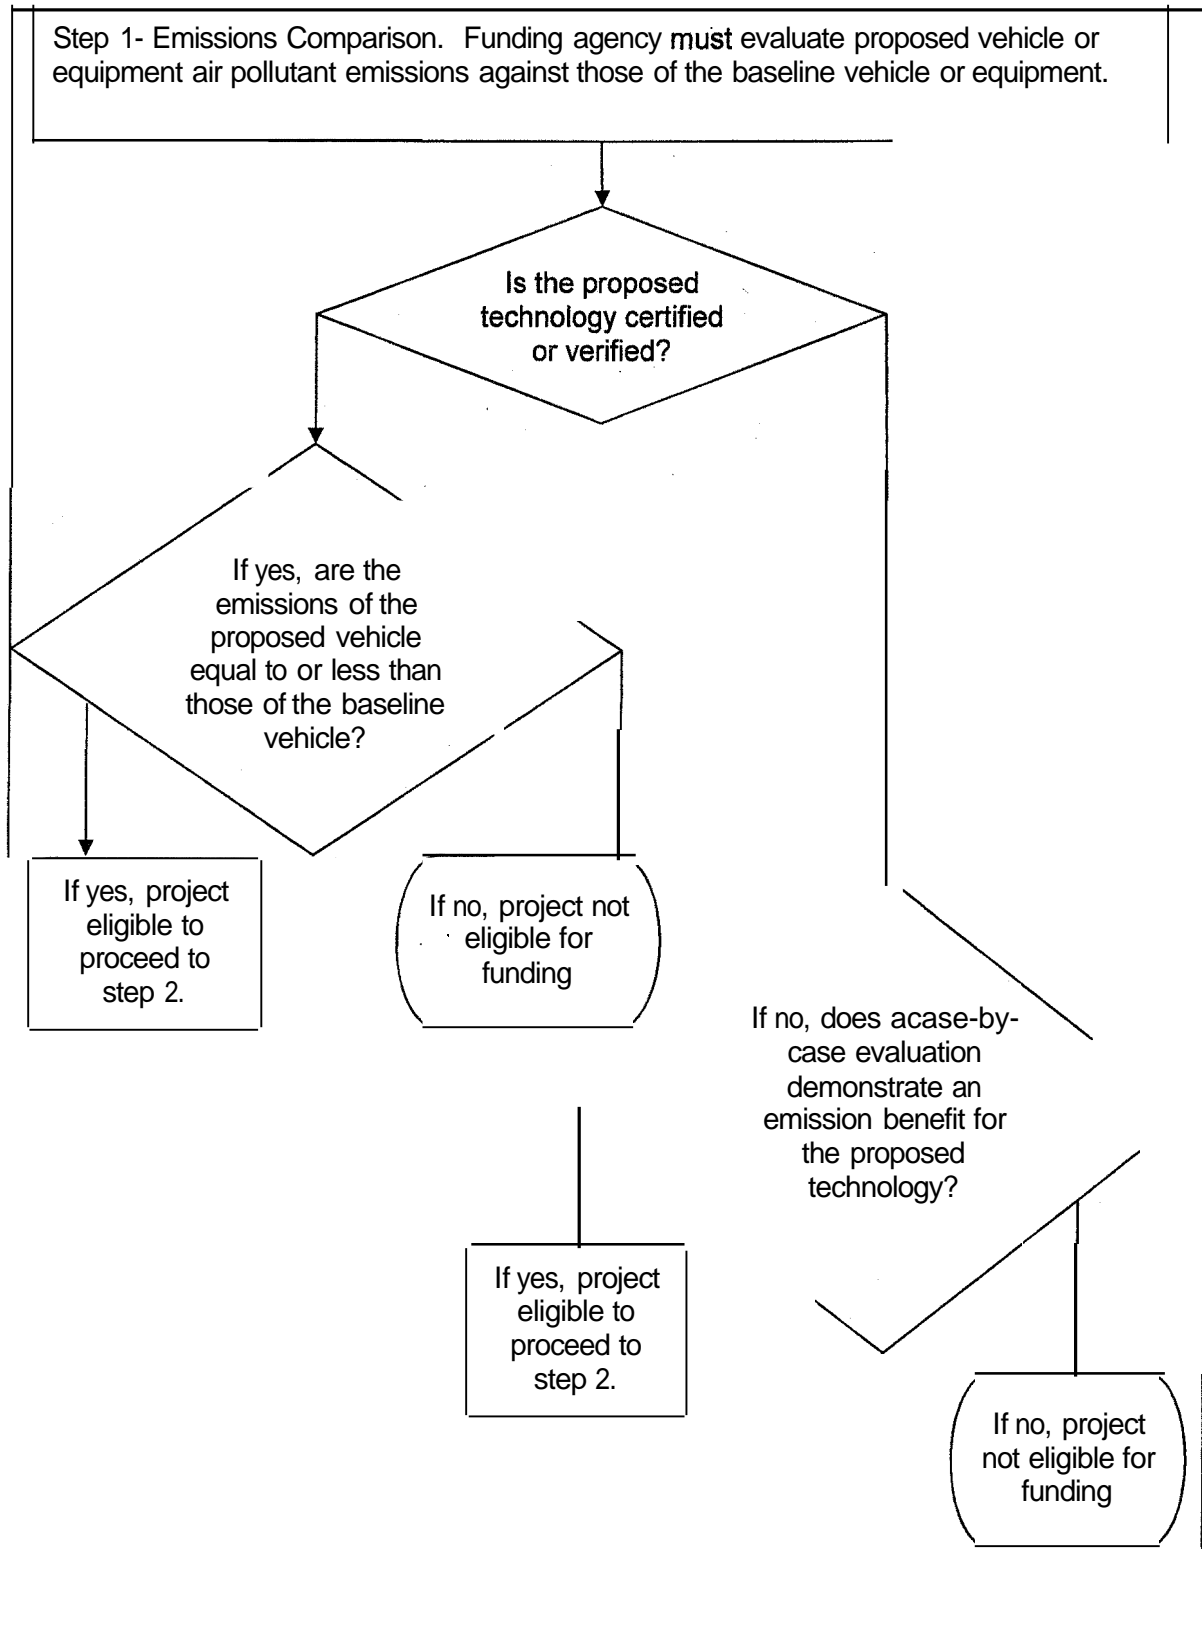 Step 1- Emissions Comparison. Funding agency must evaluate proposed vehicle or
equipment air pollutant emissions against those of the baseline vehicle or equipment.
Is the proposed
technology certified
or verified?
If yes, are the
emissions of the
proposed vehicle
equal to or less than
those of the baseline
vehicle?
If yes, project
eligible to
proceed to
step 2.
If no, project not
eligible for
funding
If no, does acase-by-
case evaluation
demonstrate an
emission benefit for
the proposed
technology?
If yes, project
eligible to
proceed to
step 2.
If no, project
not eligible for
funding